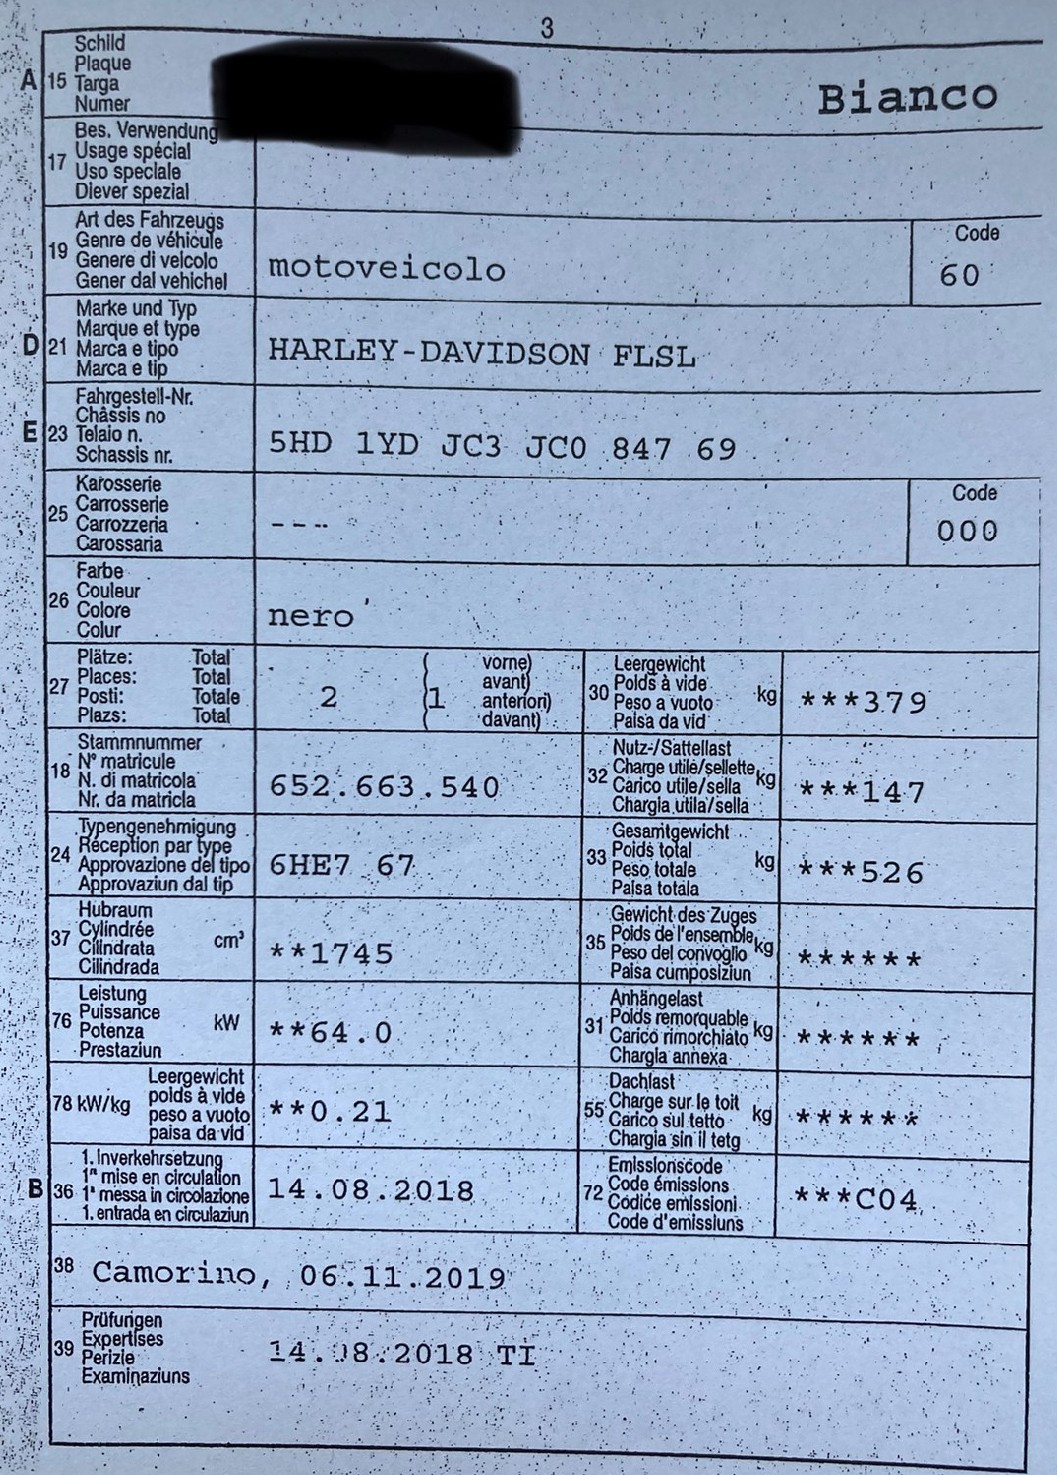 3
A 15 Schild
Plaque
Targa
Numer
Bianco
17 Bes. Verwendung
Usage spécial
Uso speciale
Diever spezial
19 Art des Fahrzeugs
Genre de véhicule
Genere di veicolo
Gener dal vehichel
motoveicolo
Code
60
D 21 Marke und Typ
Marque et type
Marca e tipo
Marca e tip
HARLEY-DAVIDSON FLSL
E 23 Fahrgestell-Nr.
Châssis no
Telaio n.
Schassis nr.
5HD 1YD JC3 JC0 847 69
25 Karosserie
Carrosserie
Carrozzeria
Carossaria
---
Code
000
26 Farbe
Couleur
Colore
Colur
nero
27 Plätze: Total
Places: Total
Posti: Totale
Plazs: Total
2 (1 vorne)
avant)
anteriori)
davant)
30 Leergewicht
Poids à vide
Peso a vuoto
Paisa da vid
kg
***379
18 Stammnummer
N° matricule
N. di matricola
Nr. da matricla
652.663.540
32 Nutz-/Sattellast
Charge utile/sellette
Carico utile/sella
Chargia utila/sella
kg
***147
24 Typengenehmigung
Réception par type
Approvazione del tipo
Approvaziun dal tip
6HE7 67
33 Gesamtgewicht
Poids total
Peso totale
Paisa totala
kg
***526
37 Hubraum
Cylindrée
Cilindrata
Cilindrada
cm³
**1745
35 Gewicht des Zuges
Poids de l'ensemble
Peso del convoglio
Paisa cumposiziun
kg
******
76 Leistung
Puissance
Potenza
Prestaziun
kW
**64.0
31 Anhängelast
Poids remorquable
Carico rimorchiato
Chargia annexa
kg
******
78 kW/kg Leergewicht
poids à vide
peso a vuoto
paisa da vid
**0.21
55 Dachlast
Charge sur le toit
Carico sul tetto
Chargia sin il tetg
kg
******
B 36 1. Inverkehrsetzung
1ʳᵉ mise en circulation
1ª messa in circolazione
1. entrada en circulaziun
14.08.2018
72 Emissionscode
Code émissions
Codice emissioni
Code d'emissiuns
***C04
38 Camorino, 06.11.2019
39 Prüfungen
Expertises
Perizie
Examinaziuns
14.08.2018 TI